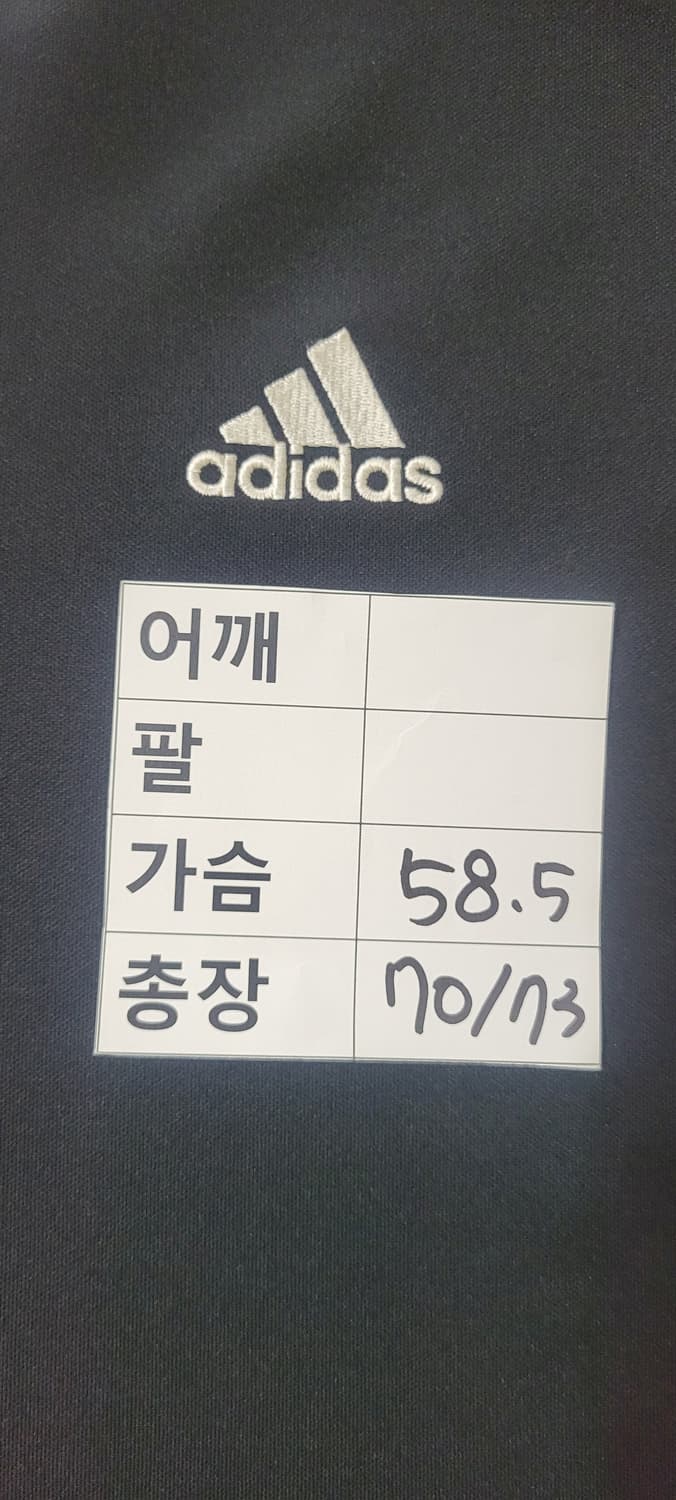 adidas
어깨
팔
가슴 58.5
총장 70/73